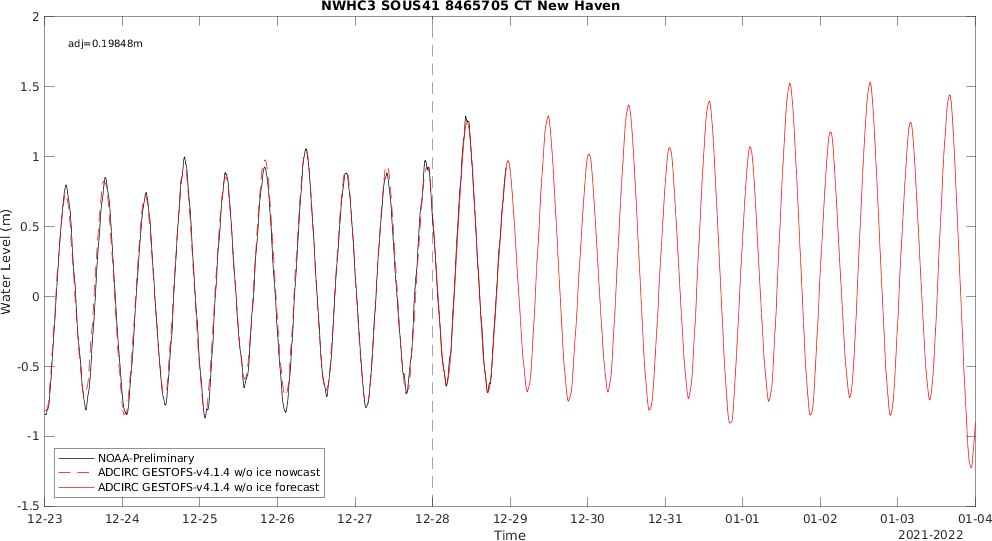 NWHC3 SOUS41 8465705 CT New Haven
adj=0.19848m
2
1.5
1
0.5
0
-0.5
-1
-1.5
Water Level (m)
NOAA-Preliminary
ADCIRC GESTOFS-v4.1.4 w/o ice nowcast
ADCIRC GESTOFS-v4.1.4 w/o ice forecast
12-23 12-24 12-25 12-26 12-27 12-28 12-29 12-30 12-31 01-01 01-02 01-03 01-04
Time
2021-2022